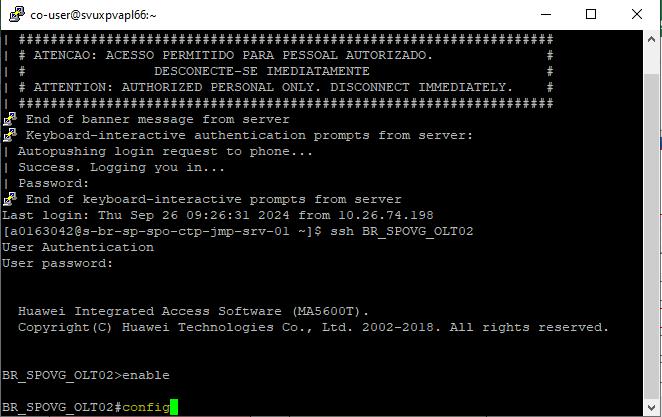 co-user@svuxpvapl66:~
| ##################################################################
| # ATENCAO: ACESSO PERMITIDO PARA PESSOAL AUTORIZADO. #
| # DESCONECTE-SE IMEDIATAMENTE #
| # ATTENTION: AUTHORIZED PERSONAL ONLY. DISCONNECT IMMEDIATELY. #
| ##################################################################
End of banner message from server
Keyboard-interactive authentication prompts from server:
| Autopushing login request to phone...
| Success. Logging you in...
| Password:
End of keyboard-interactive prompts from server
Last login: Thu Sep 26 09:26:31 2024 from 10.26.74.198
[a0163042@s-br-sp-spo-ctp-jmp-srv-01 ~]$ ssh BR_SPOVG_OLT02
User Authentication
User password:
Huawei Integrated Access Software (MA5600T).
Copyright(C) Huawei Technologies Co., Ltd. 2002-2018. All rights reserved.
BR_SPOVG_OLT02>enable
BR_SPOVG_OLT02#config